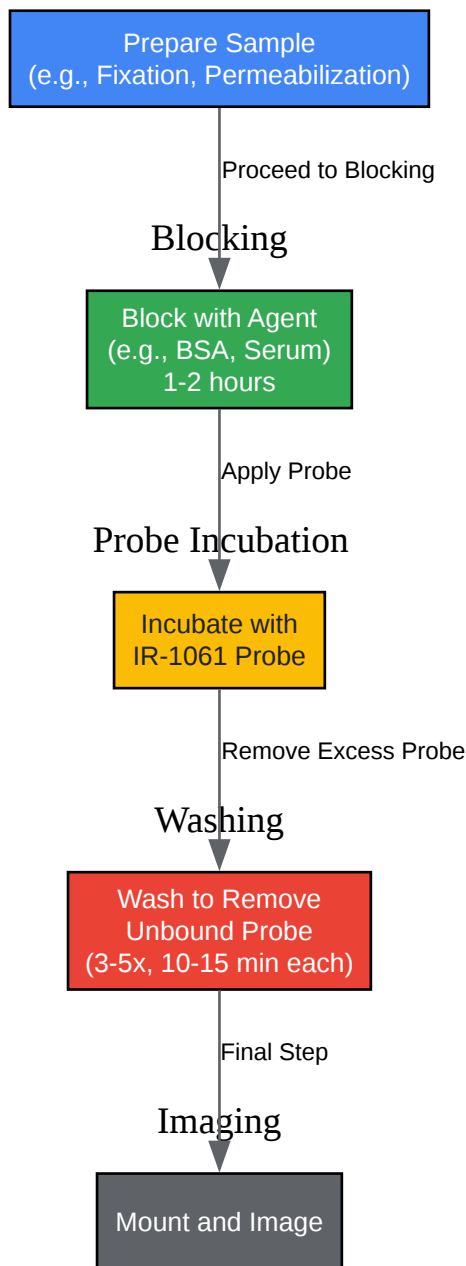 Prepare Sample
(e.g., Fixation, Permeabilization)
Proceed to Blocking
Blocking
Block with Agent
(e.g., BSA, Serum)
1-2 hours
Apply Probe
Probe Incubation
Incubate with
IR-1061 Probe
Remove Excess Probe
Washing
Wash to Remove
Unbound Probe
(3-5x, 10-15 min each)
Final Step
Imaging
Mount and Image